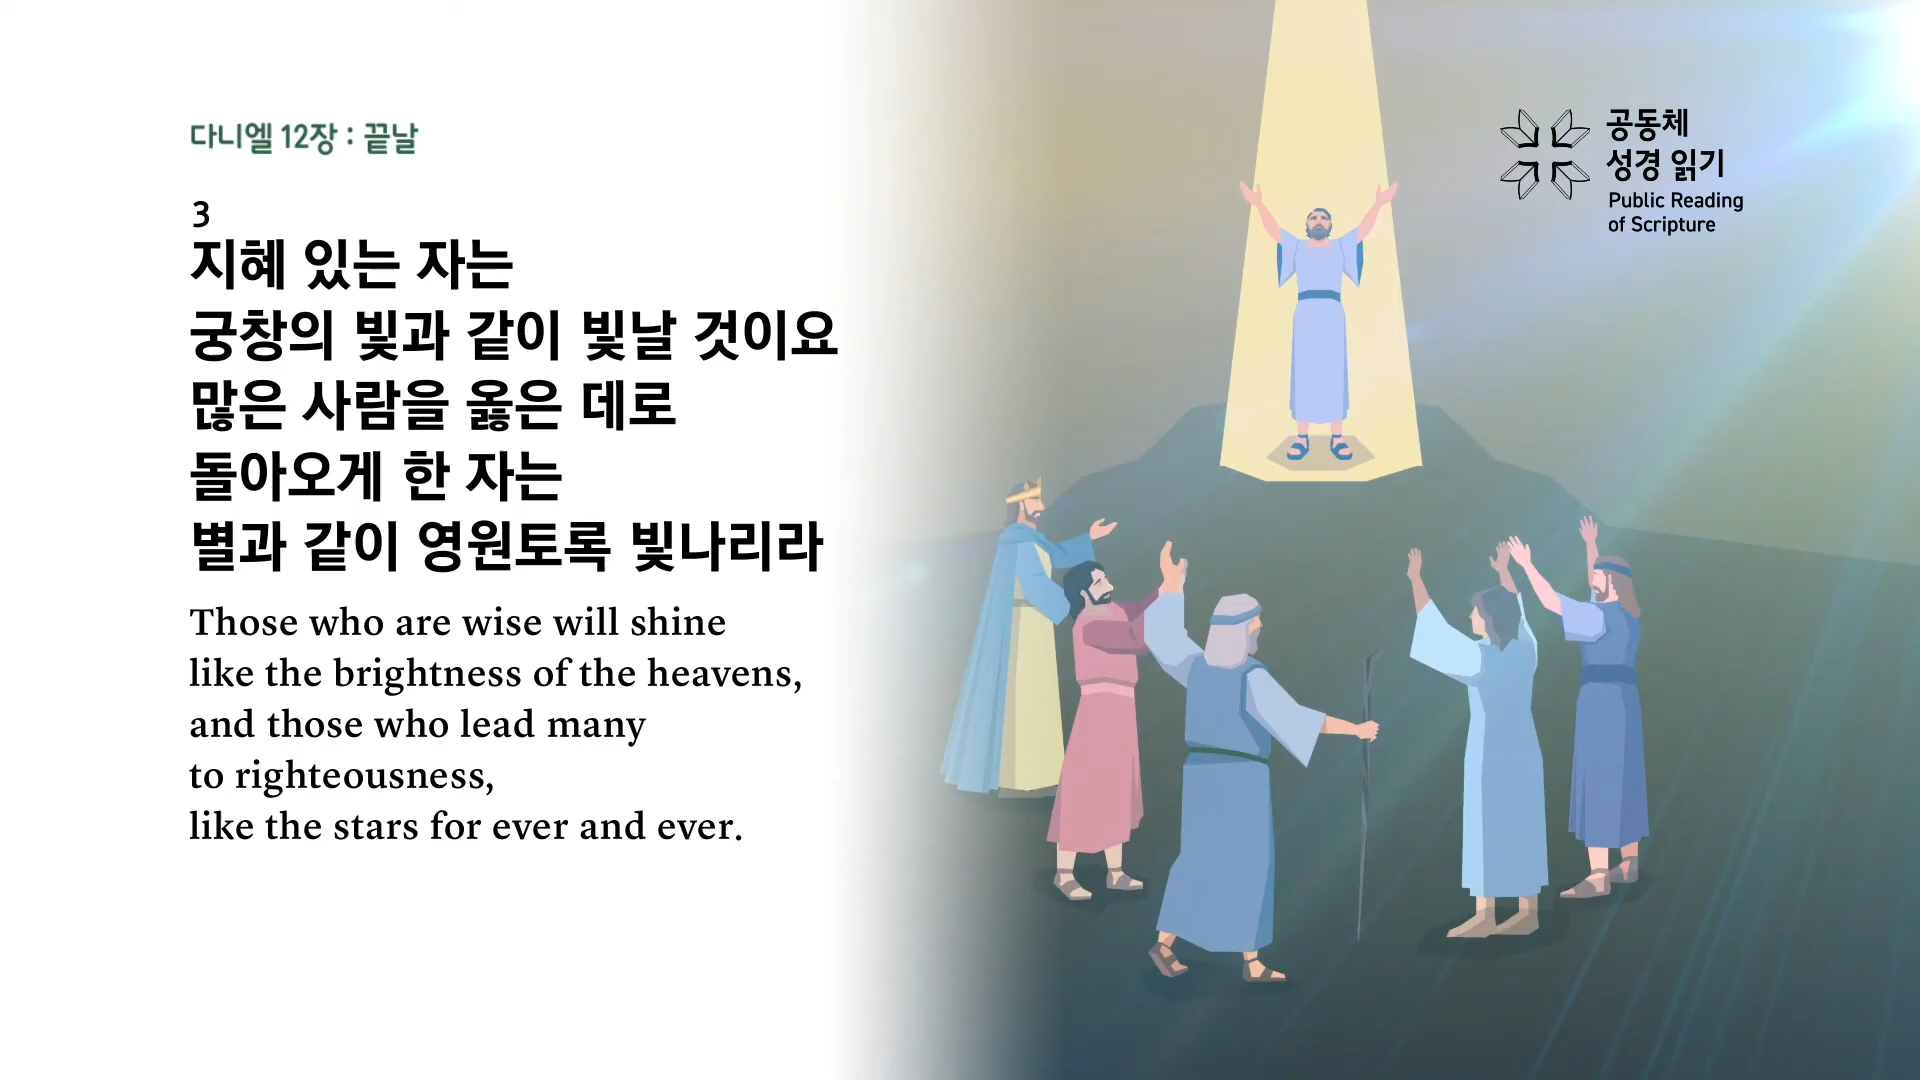 다니엘 12장 : 끝날
3
지혜 있는 자는
궁창의 빛과 같이 빛날 것이요
많은 사람을 옳은 데로
돌아오게 한 자는
별과 같이 영원토록 빛나리라
Those who are wise will shine
like the brightness of the heavens,
and those who lead many
to righteousness,
like the stars for ever and ever.
공동체
성경 읽기
Public Reading
of Scripture